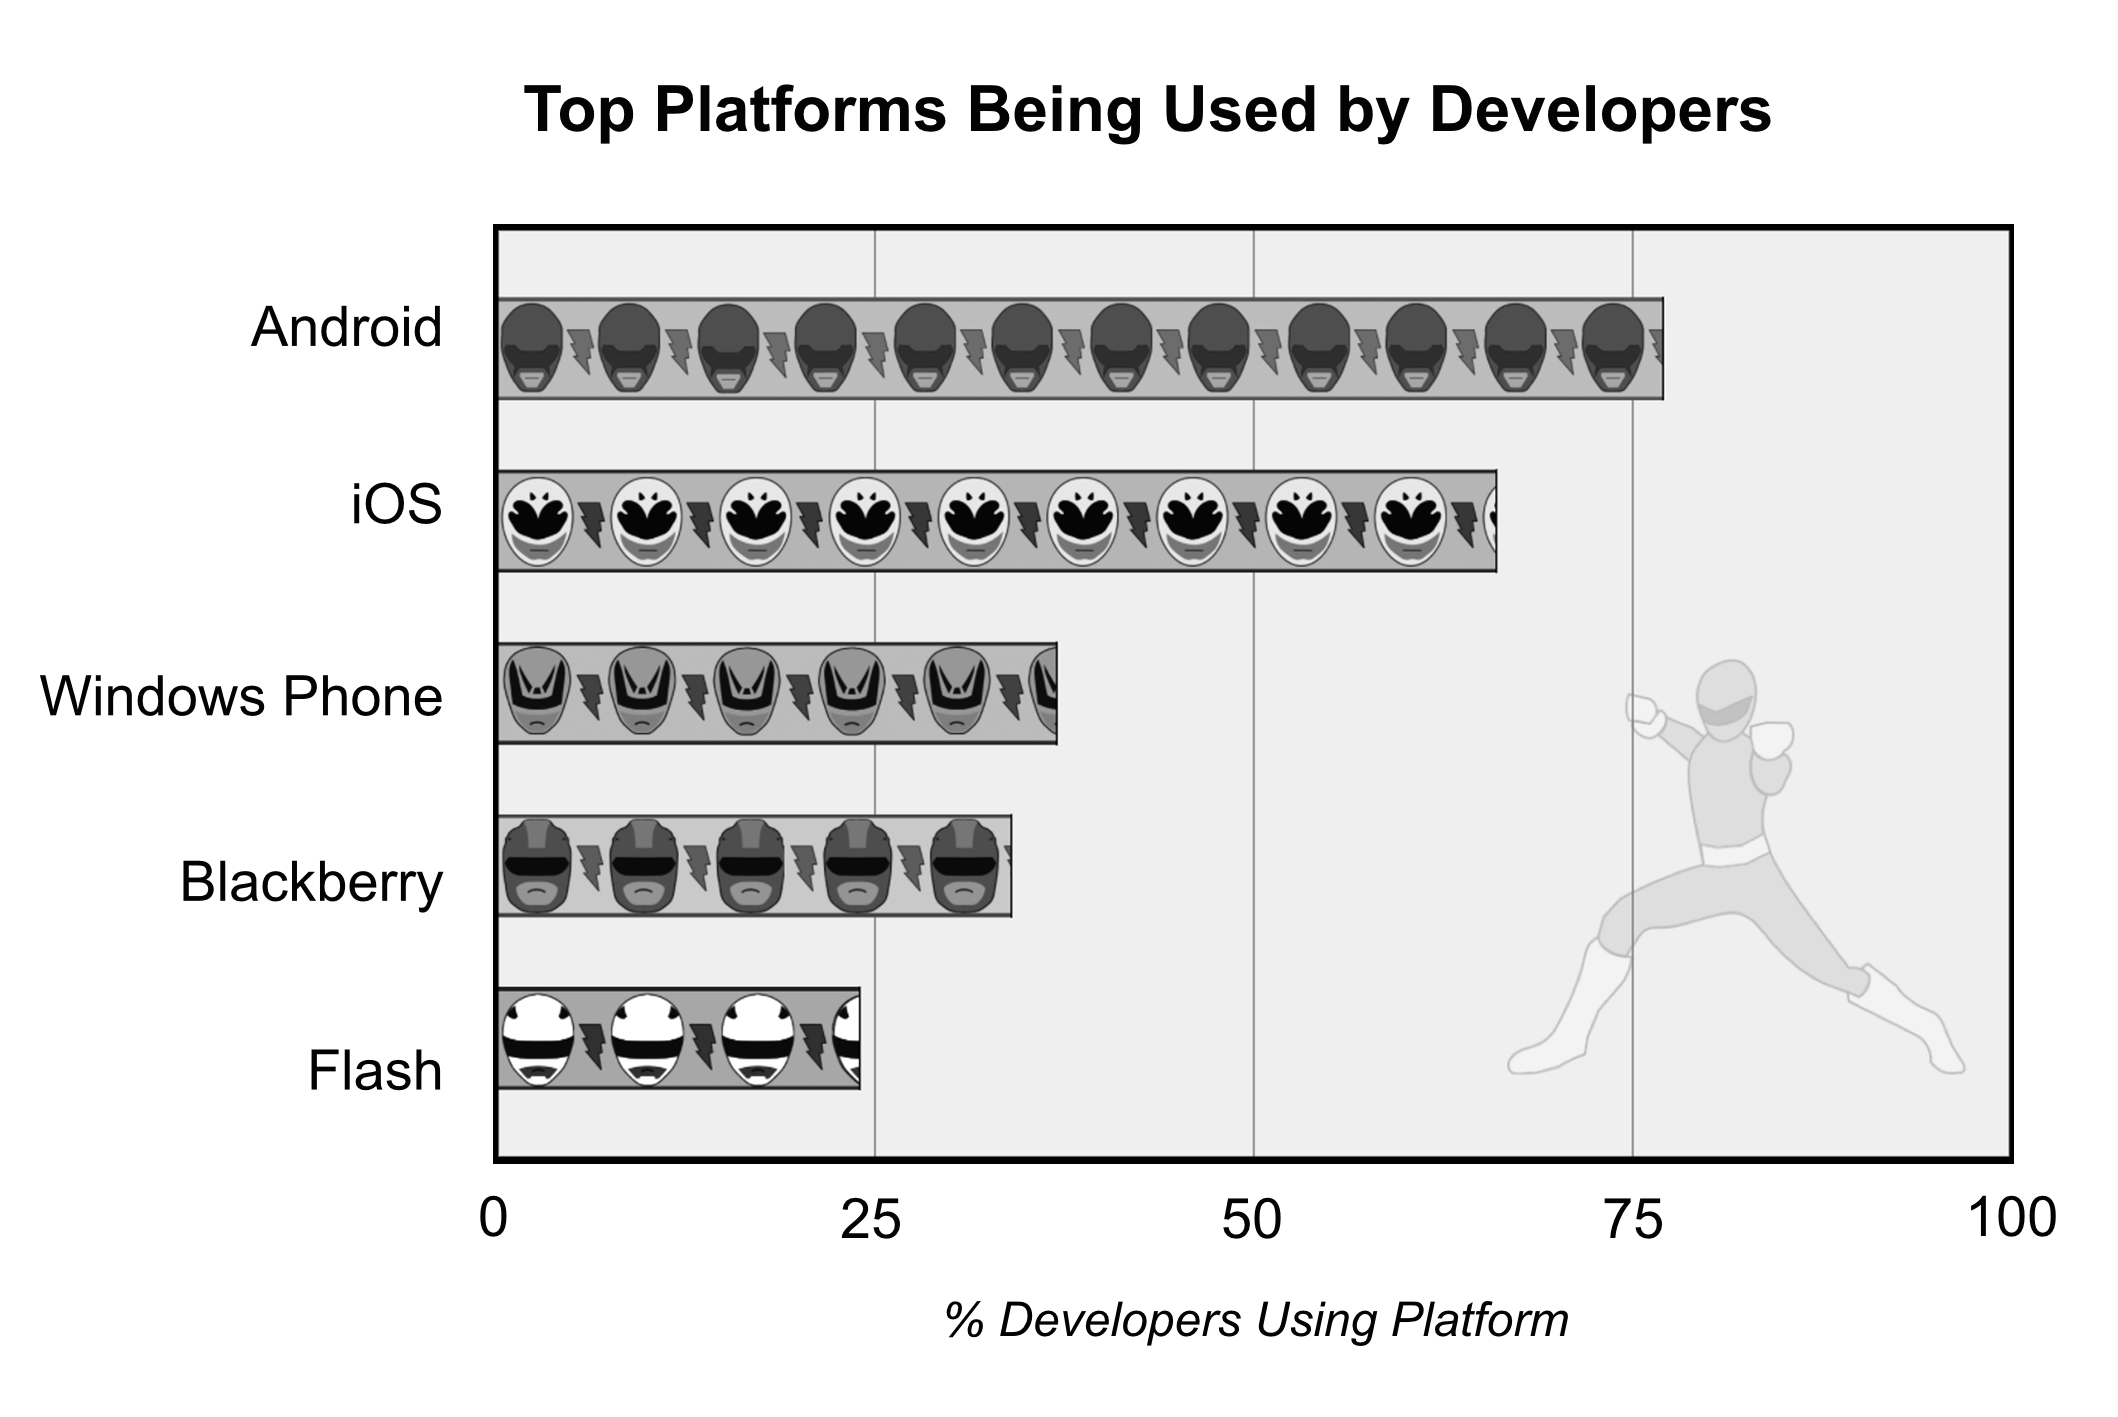 Top Platforms Being Used by Developers
Android
iOS
Windows Phone
Blackberry
Flash
0 25 50 75 100
% Developers Using Platform